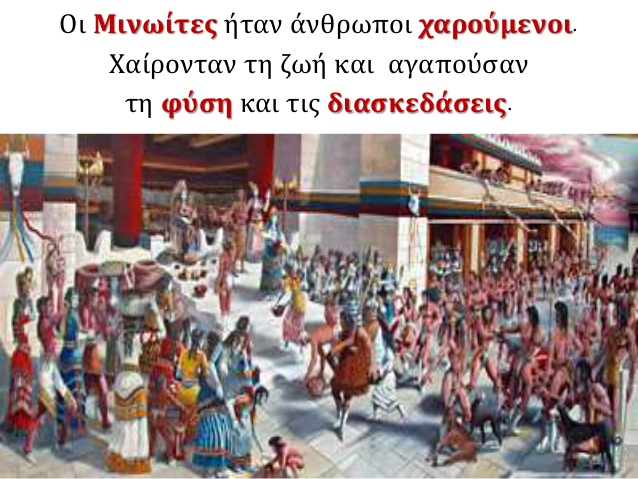 Οι Μινωίτες ήταν άνθρωποι χαρούμενοι.
Χαίρονταν τη ζωή και αγαπούσαν
τη φύση και τις διασκεδάσεις.